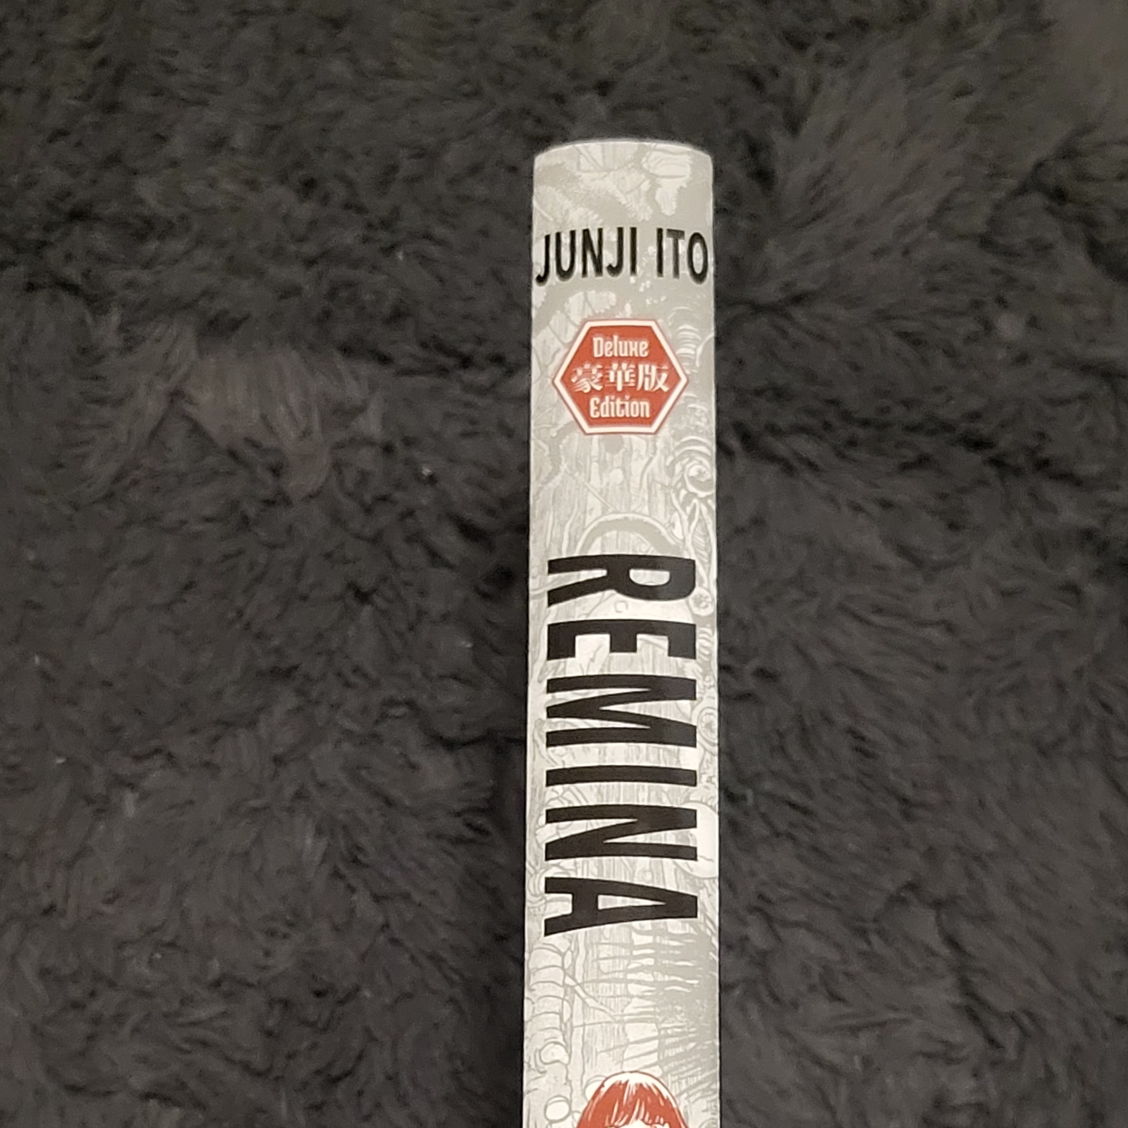 JUNJI ITO
Deluxe
豪華版
Edition
REMINA